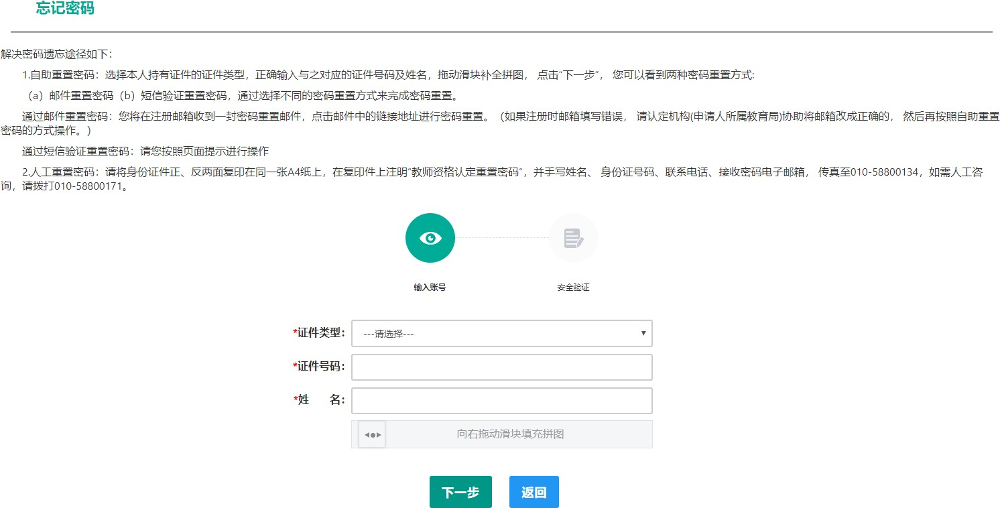 忘记密码
解决密码遗忘途径如下：
1.自助重置密码：选择本人持有证件的证件类型，正确输入与之对应的证件号码及姓名，拖动滑块补全拼图， 点击“下一步”， 您可以看到两种密码重置方式:
（a）邮件重置密码（b）短信验证重置密码，通过选择不同的密码重置方式来完成密码重置。
通过邮件重置密码：您将在注册邮箱收到一封密码重置邮件，点击邮件中的链接地址进行密码重置。（如果注册时邮箱填写错误， 请认定机构(申请人所属教育局)协助将邮箱改成正确的， 然后再按照自助重置
密码的方式操作。）
通过短信验证重置密码：请您按照页面提示进行操作
2.人工重置密码：请将身份证件正、反两面复印在同一张A4纸上，在复印件上注明“教师资格认定重置密码”，并手写姓名、 身份证号码、联系电话、接收密码电子邮箱， 传真至010-58800134，如需人工咨
询，请拨打010-58800171。
输入账号
安全验证
*证件类型：
---请选择---
*证件号码：
*姓 名：
向右拖动滑块填充拼图
下一步
返回